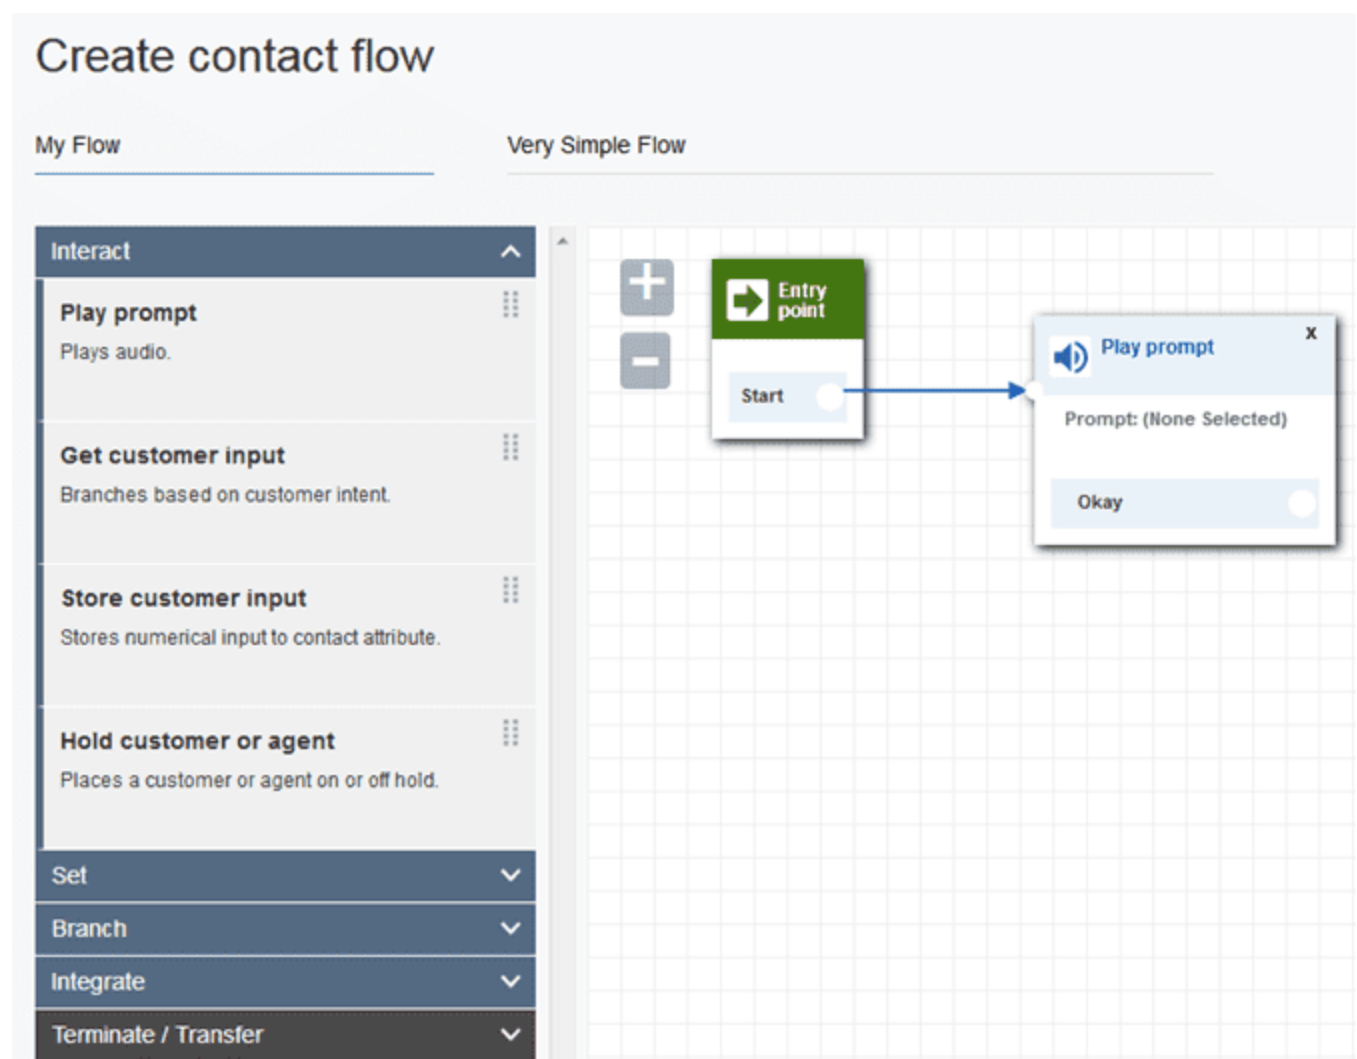 Create contact flow
My Flow
Very Simple Flow
Interact
Play prompt
Plays audio.
Get customer input
Branches based on customer intent.
Store customer input
Stores numerical input to contact attribute.
Hold customer or agent
Places a customer or agent on or off hold.
Set
Branch
Integrate
Terminate / Transfer
+
−
Entry
point
Start
Play prompt
x
Prompt: (None Selected)
Okay